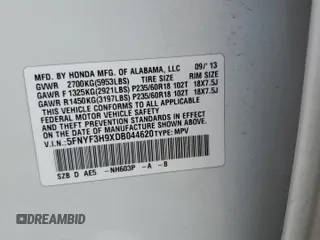 MFD. BY HONDA MFG. OF ALABAMA, LLC 09/ 13
GVWR 2700KG(5953LBS) TIRE SIZE RIM SIZE
GAWR F 1325KG(2921LBS) P235/60R18 102T 18X7.5J
GAWR R 1450KG(3197LBS) P235/60R18 102T 18X7.5J
THIS VEHICLE CONFORMS TO ALL APPLICABLE
FEDERAL MOTOR VEHICLE SAFETY AND THEFT
PREVENTION STANDARDS IN EFFECT ON THE DATE
OF MANUFACTURE SHOWN ABOVE.
V.I.N.: 5FNYF3H9XDB044620 TYPE: MPV
SZB D AE5 -NH603P -A -B
DREAMBID